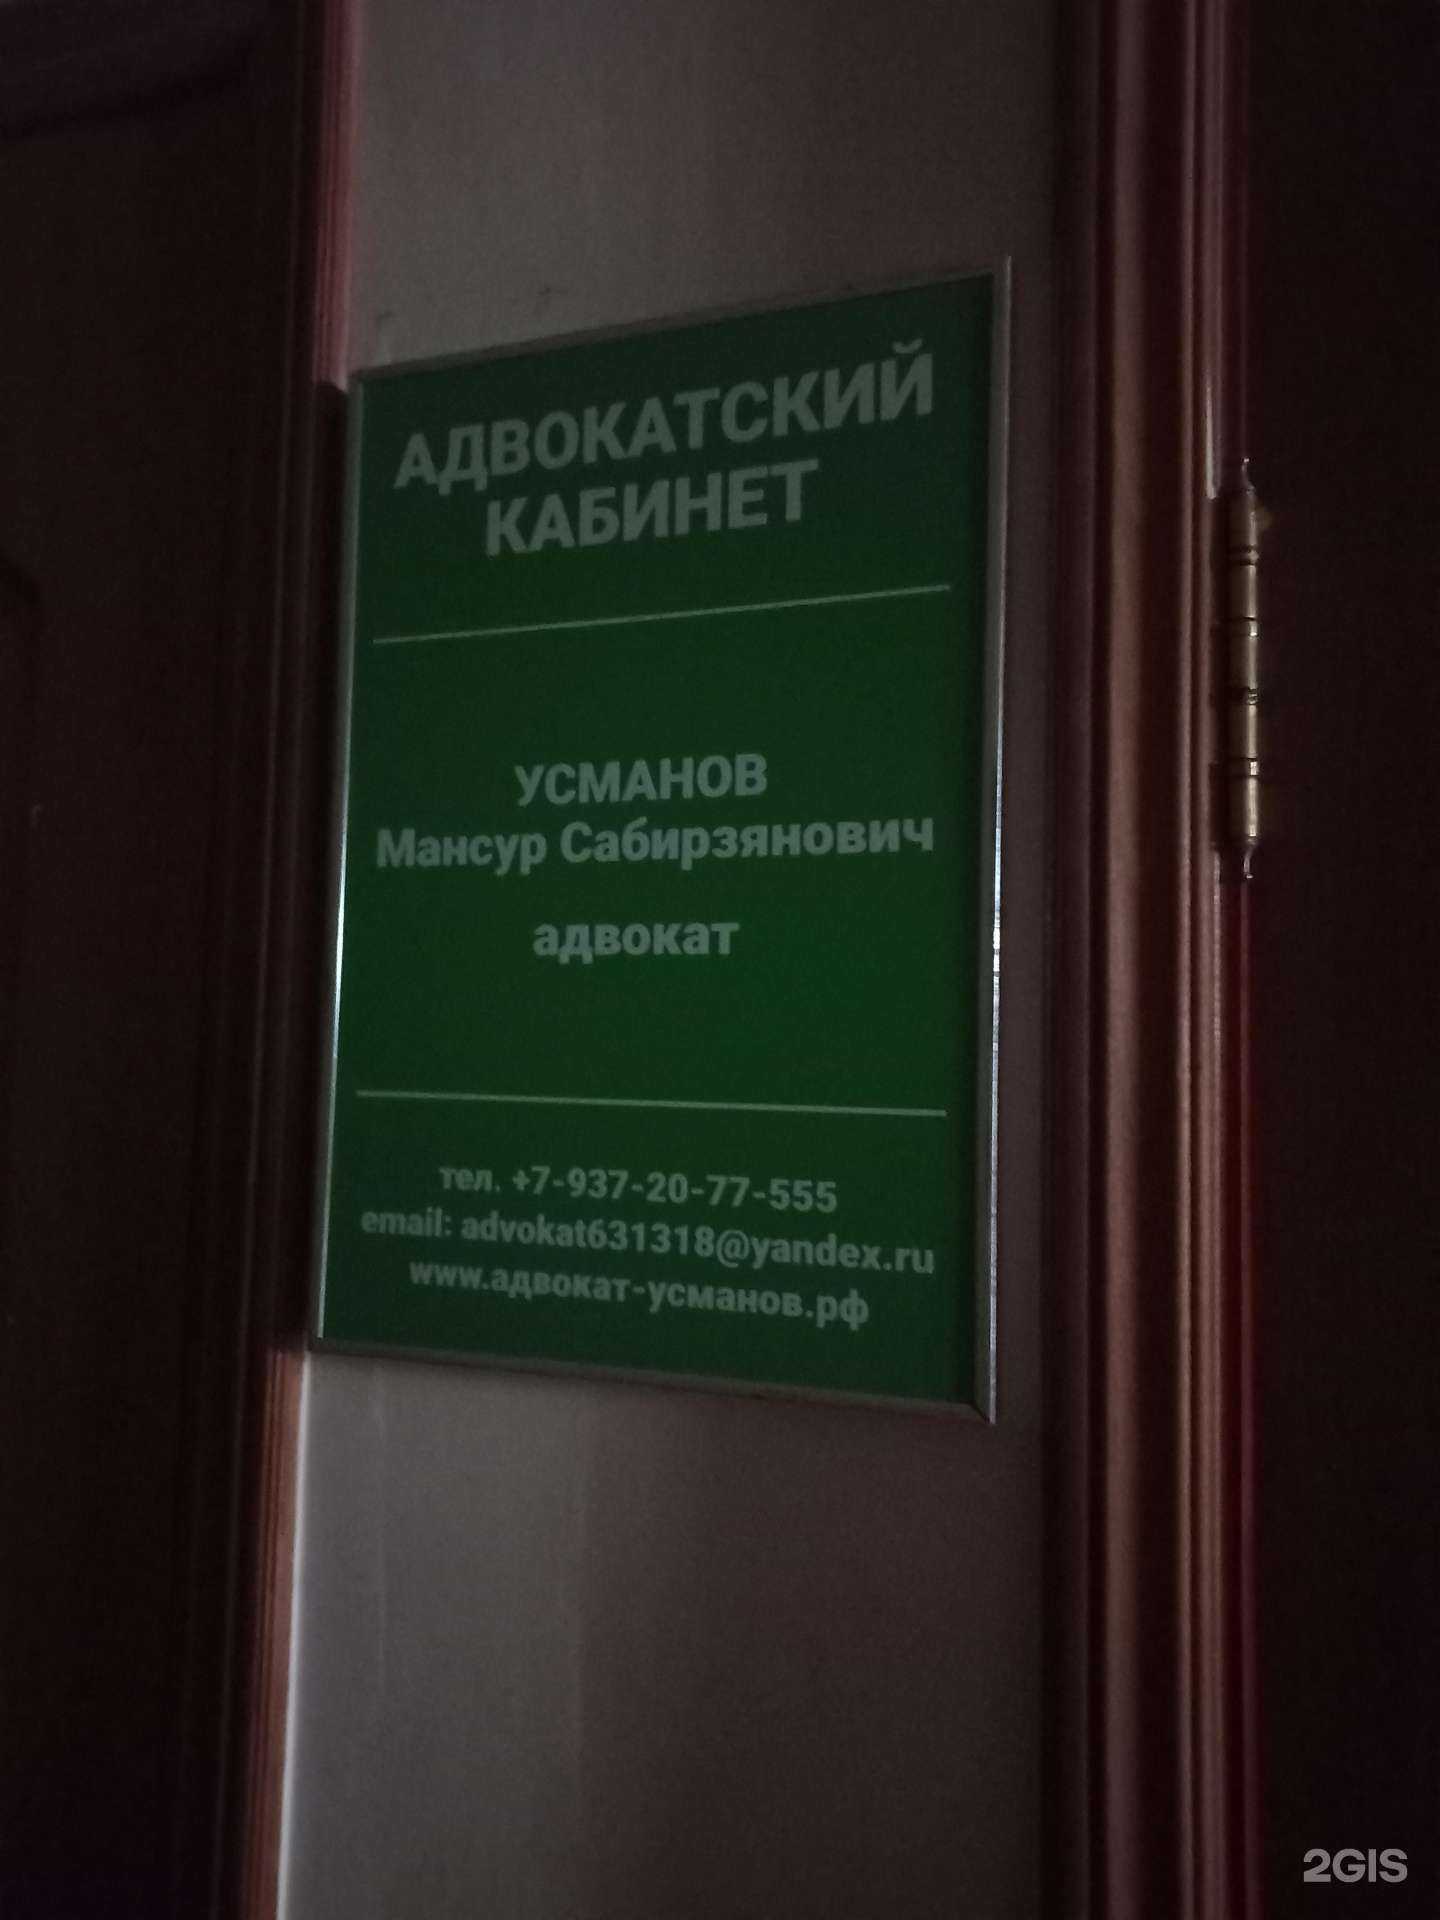 АДВОКАТСКИЙ
КАБИНЕТ
УСМАНОВ
Мансур Сабирзянович
адвокат
тел. +7-937-20-77-555
email: advokat631318@yandex.ru
www.адвокат-усманов.рф
2GIS